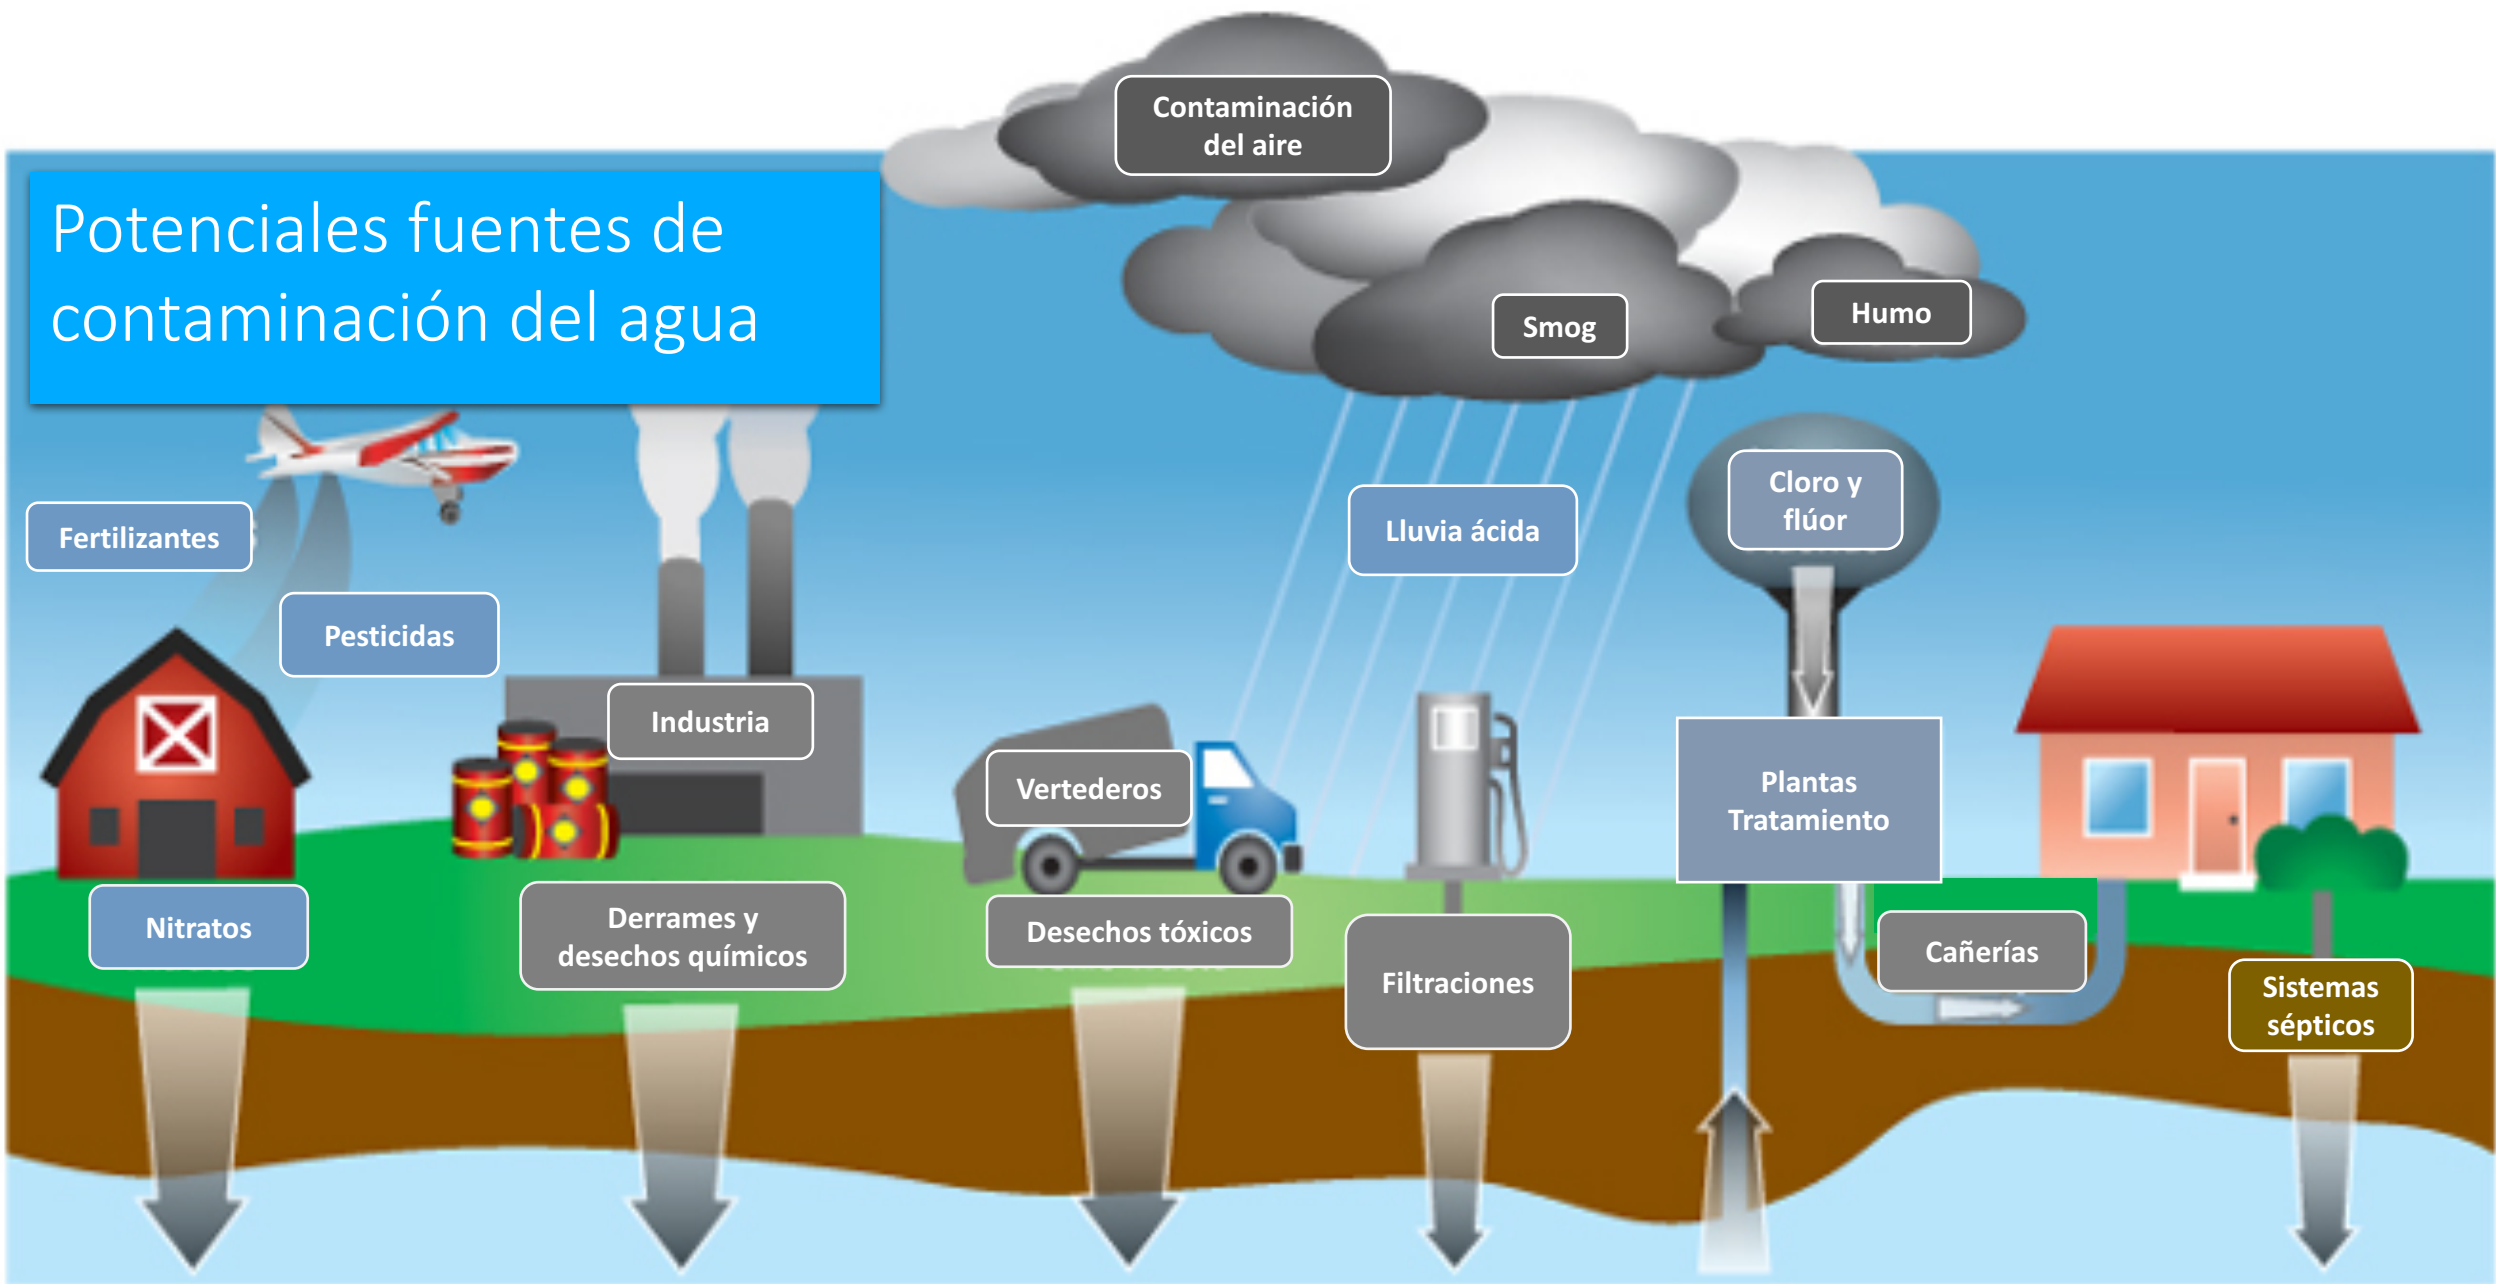 Contaminación
del aire
Potenciales fuentes de
contaminación del agua
Smog
Humo
Cloro y
flúor
Lluvia ácida
Fertilizantes
Pesticidas
Industria
Vertederos
Plantas
Tratamiento
Nitratos
Derrames y
desechos químicos
Desechos tóxicos
Filtraciones
Cañerías
Sistemas
sépticos